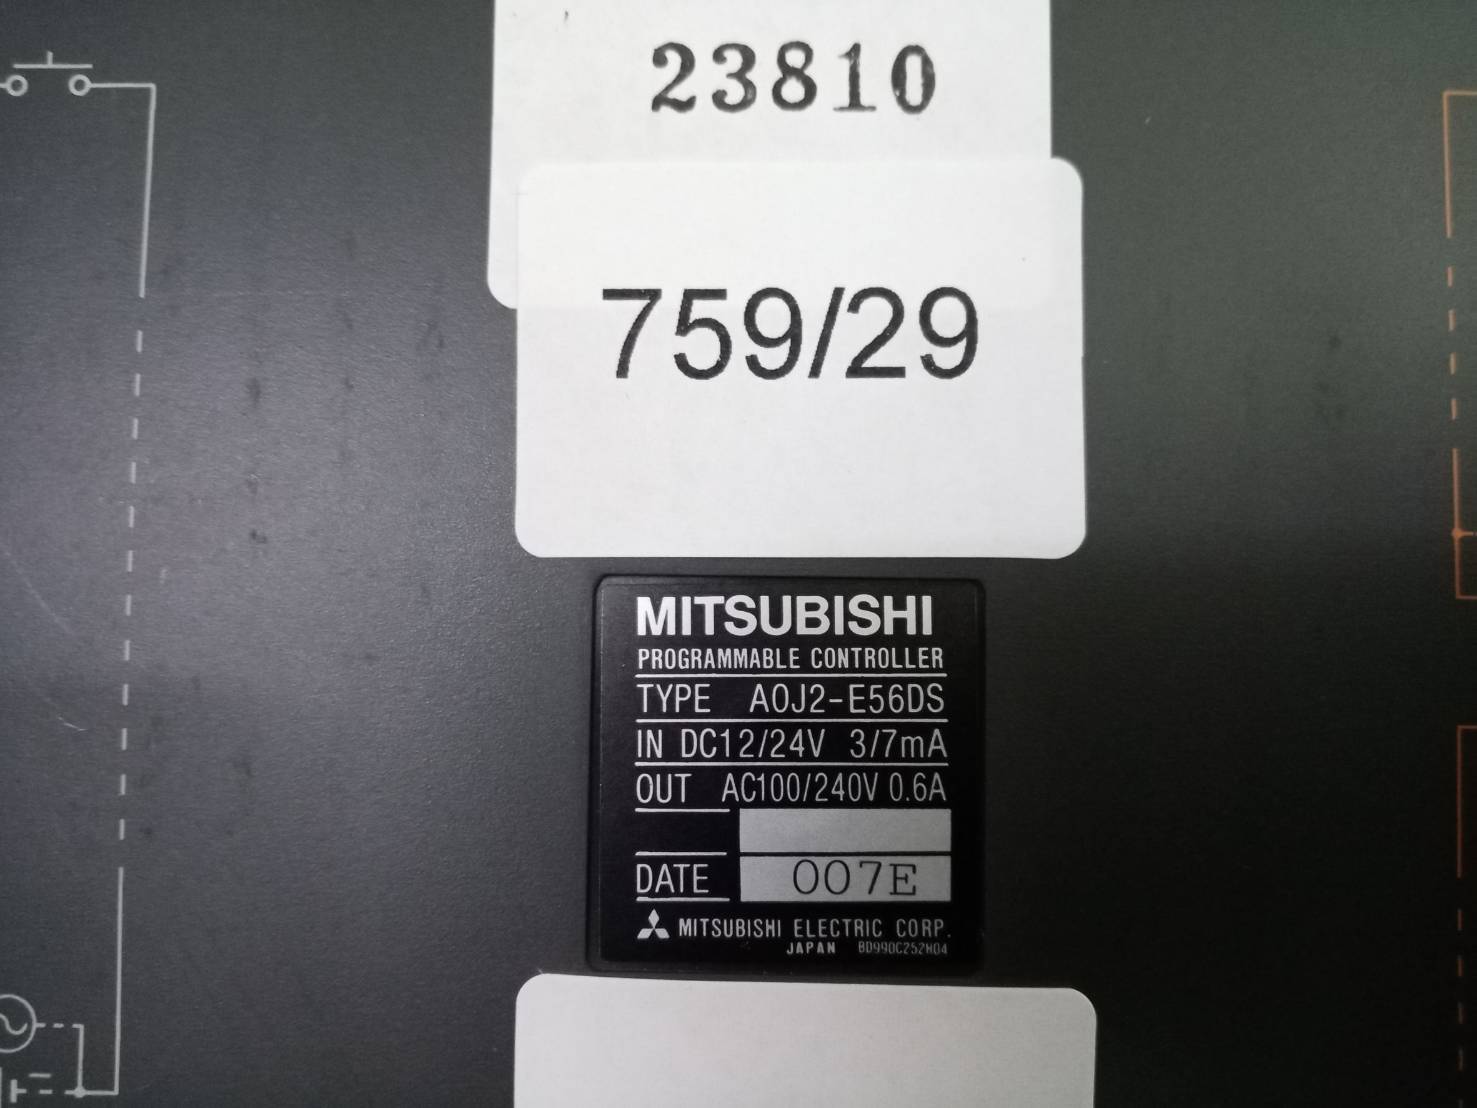 23810
759/29
MITSUBISHI
PROGRAMMABLE CONTROLLER
TYPE A0J2-E56DS
IN DC12/24V 3/7mA
OUT AC100/240V 0.6A
DATE 007E
MITSUBISHI ELECTRIC CORP.
JAPAN BD990C252H04